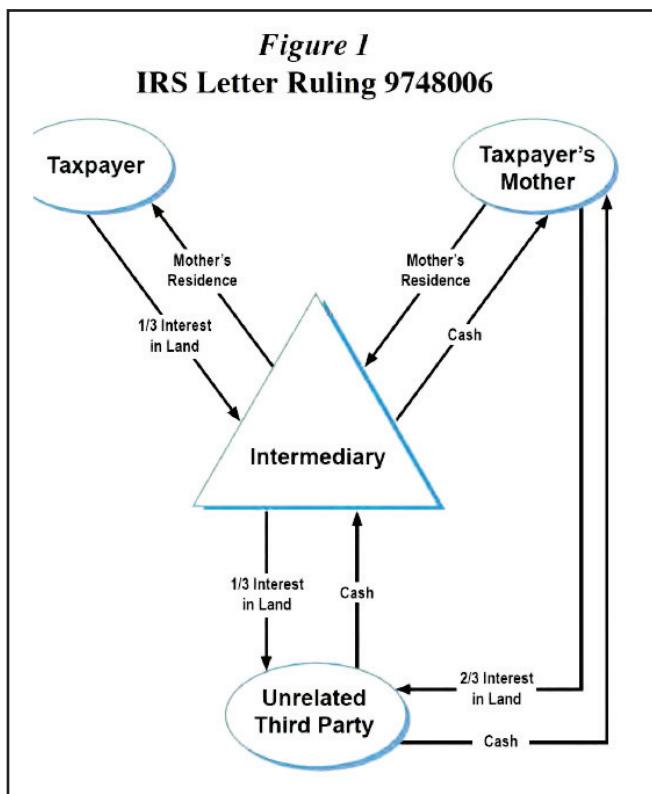 Figure 1
IRS Letter Ruling 9748006
Taxpayer
Taxpayer's
Mother
Mother's
Residence
Mother's
Residence
1/3 Interest
in Land
Cash
Intermediary
1/3 Interest
in Land
Cash
2/3 Interest
in Land
Unrelated
Third Party
Cash